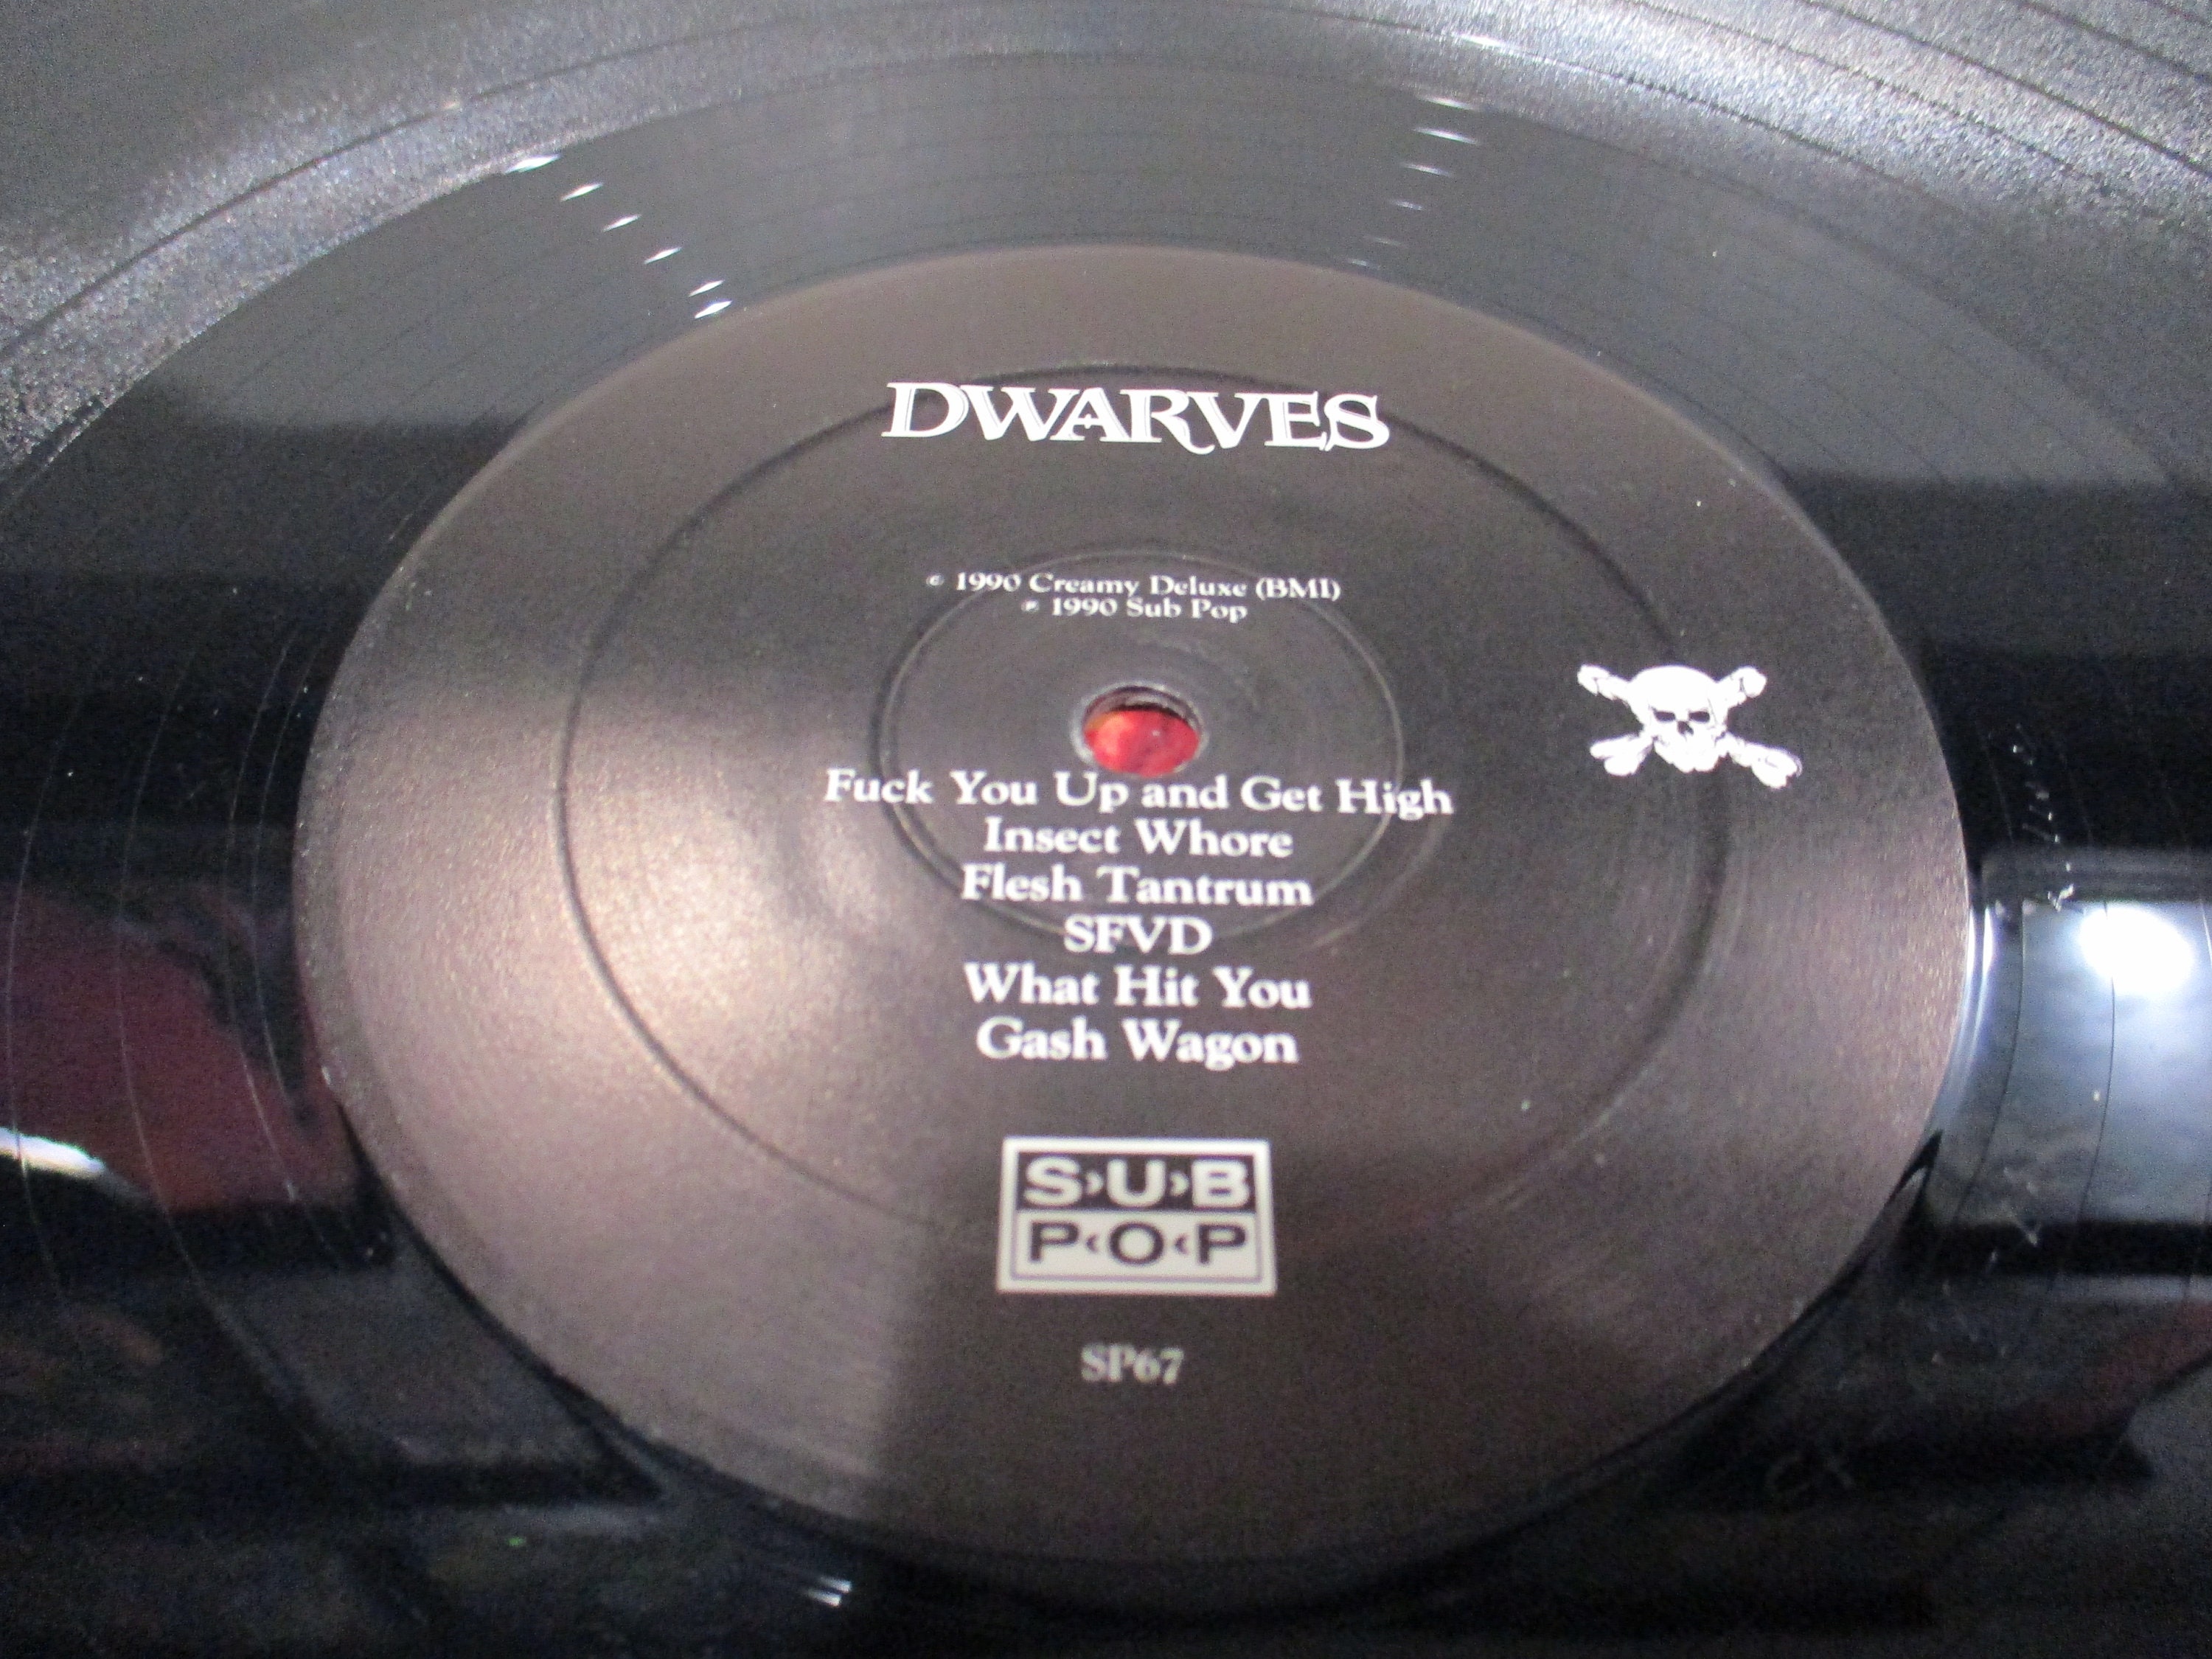 DWARVES
© 1990 Creamy Deluxe (BMI)
℗ 1990 Sub Pop
Fuck You Up and Get High
Insect Whore
Flesh Tantrum
SFVD
What Hit You
Gash Wagon
S›U›B
P‹O‹P
SP67